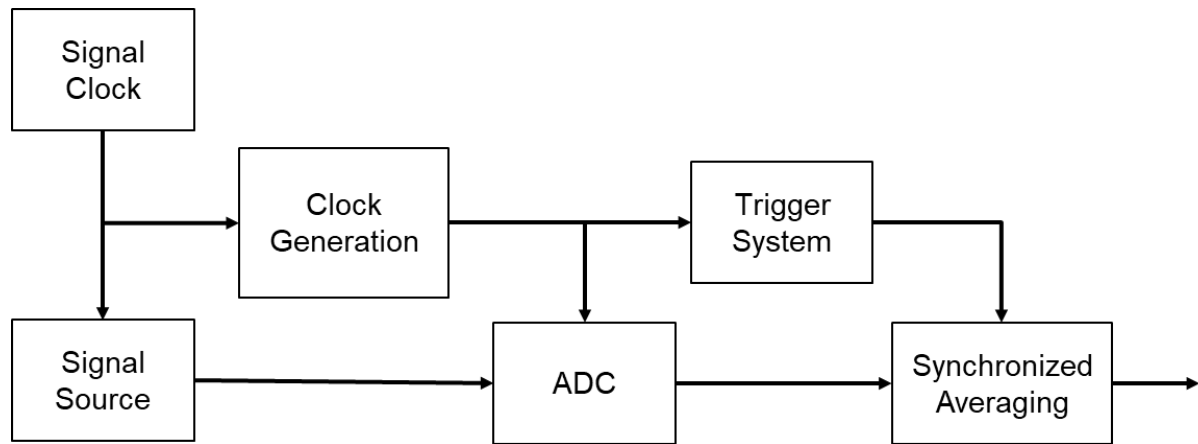 Signal
Clock
Clock
Generation
Trigger
System
Signal
Source
ADC
Synchronized
Averaging